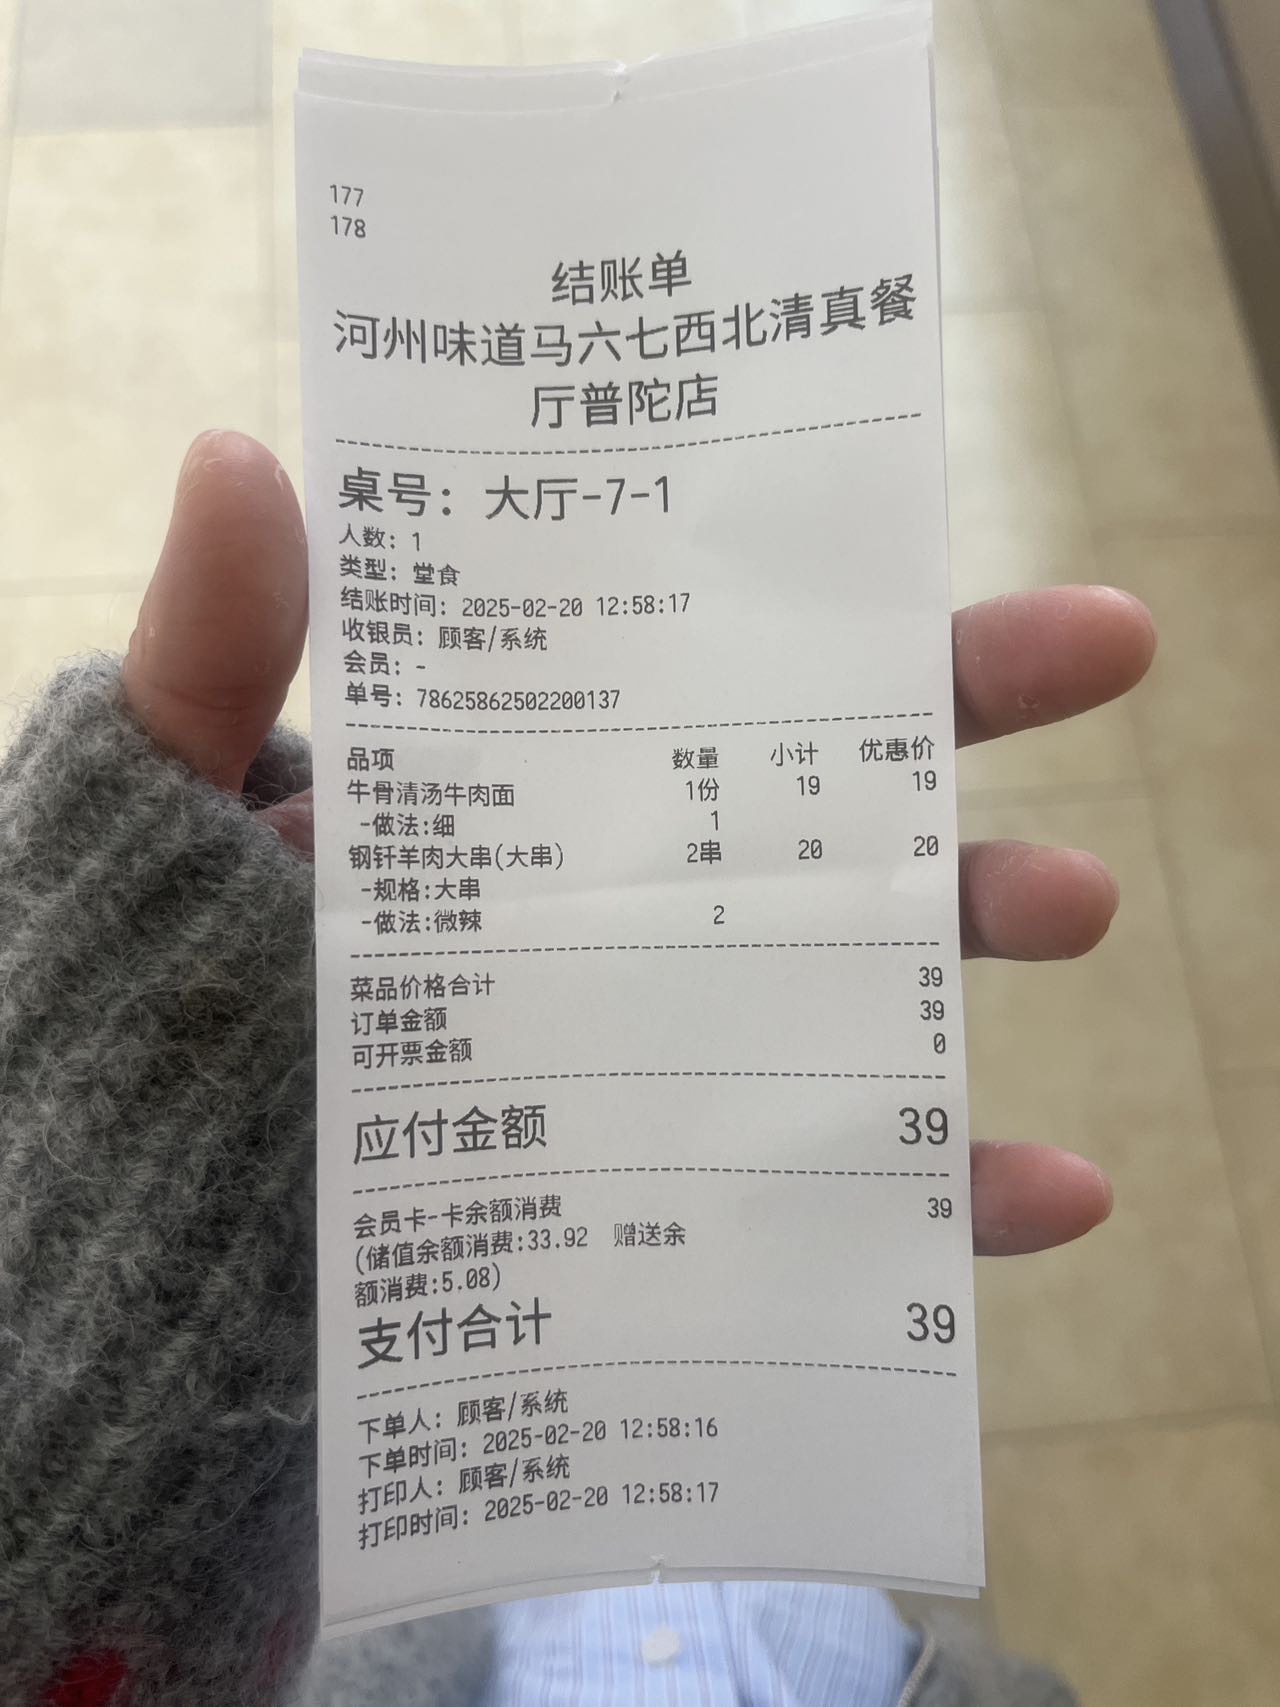 177
178
结账单
河州味道马六七西北清真餐
厅普陀店
桌号：大厅-7-1
人数：1
类型：堂食
结账时间：2025-02-20 12:58:17
收银员：顾客/系统
会员：-
单号：78625862502200137
品项 数量 小计 优惠价
牛骨清汤牛肉面 1份 19 19
-做法:细 1
钢钎羊肉大串(大串) 2串 20 20
-规格:大串
-做法:微辣 2
菜品价格合计 39
订单金额 39
可开票金额 0
应付金额 39
会员卡-卡余额消费 39
(储值余额消费:33.92 赠送余
额消费:5.08)
支付合计 39
下单人：顾客/系统
下单时间：2025-02-20 12:58:16
打印人：顾客/系统
打印时间：2025-02-20 12:58:17